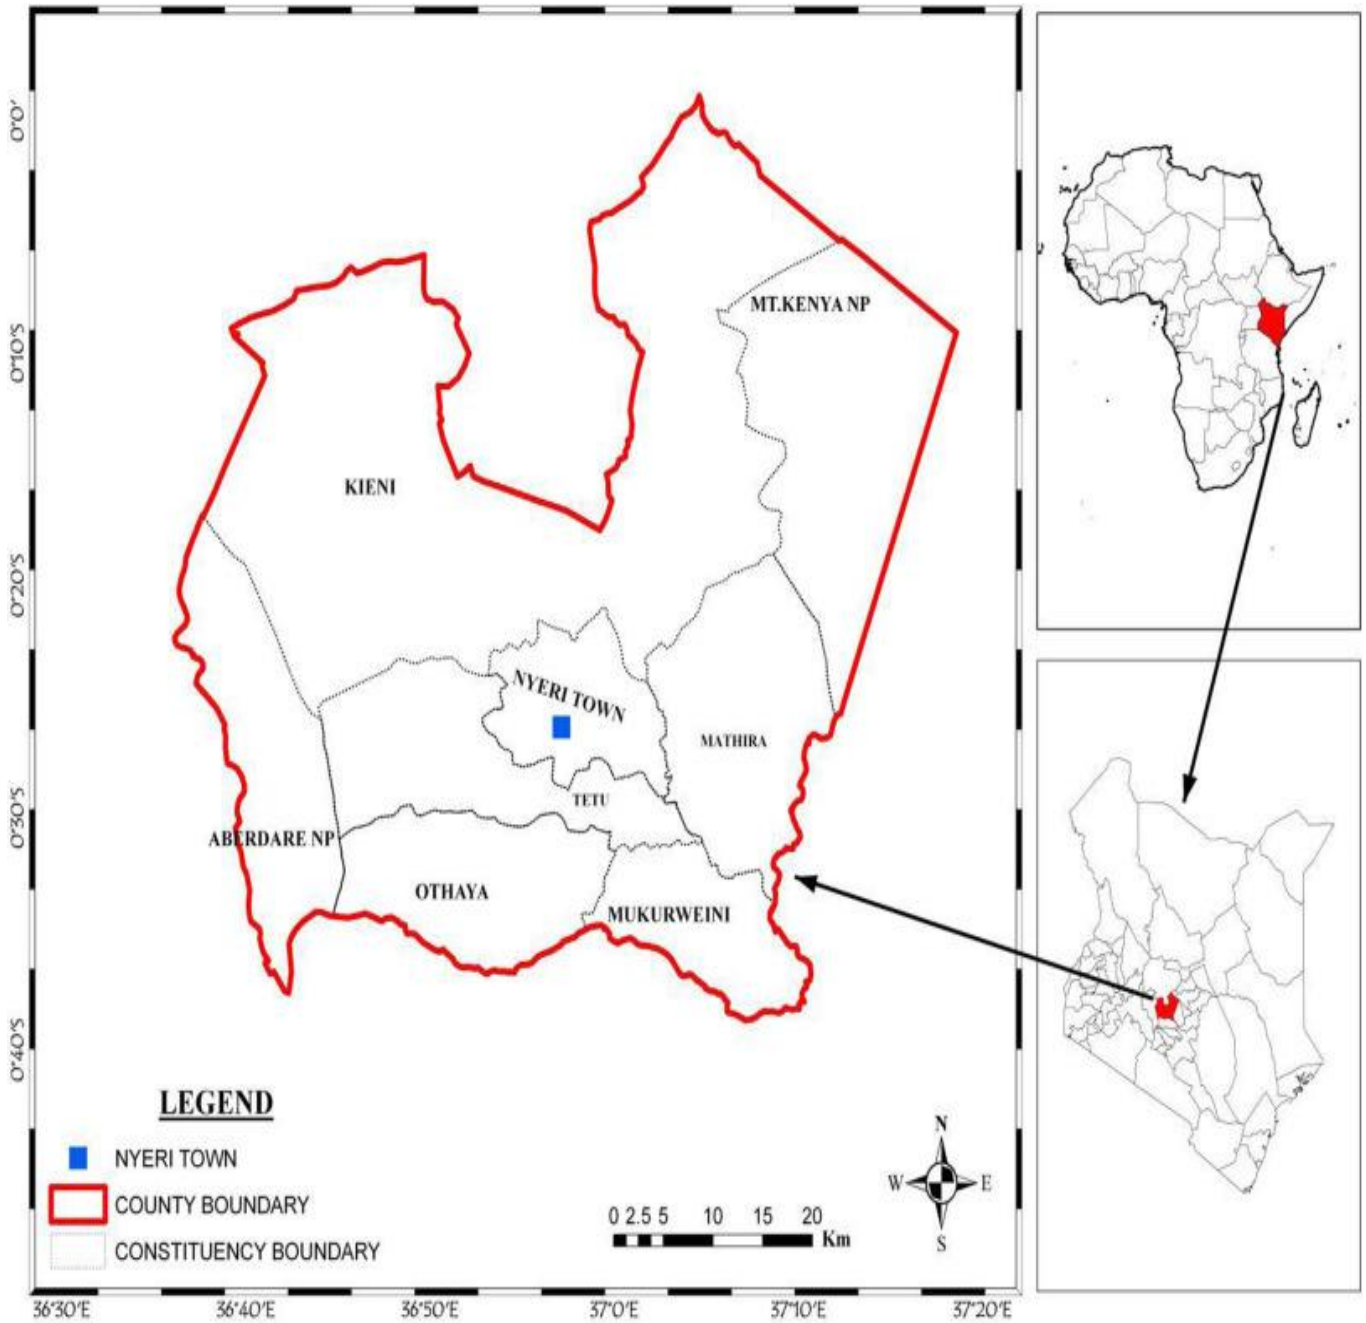 0°0'
0°10'S
0°20'S
0°30'S
0°40'S
MT.KENYA NP
KIENI
NYERI TOWN
MATHIRA
TETU
ABERDARE NP
OTHAYA
MUKURWEINI
LEGEND
NYERI TOWN
COUNTY BOUNDARY
CONSTITUENCY BOUNDARY
N
W E
S
0 2.5 5 10 15 20
Km
36°30'E 36°40'E 36°50'E 37°0'E 37°10'E 37°20'E